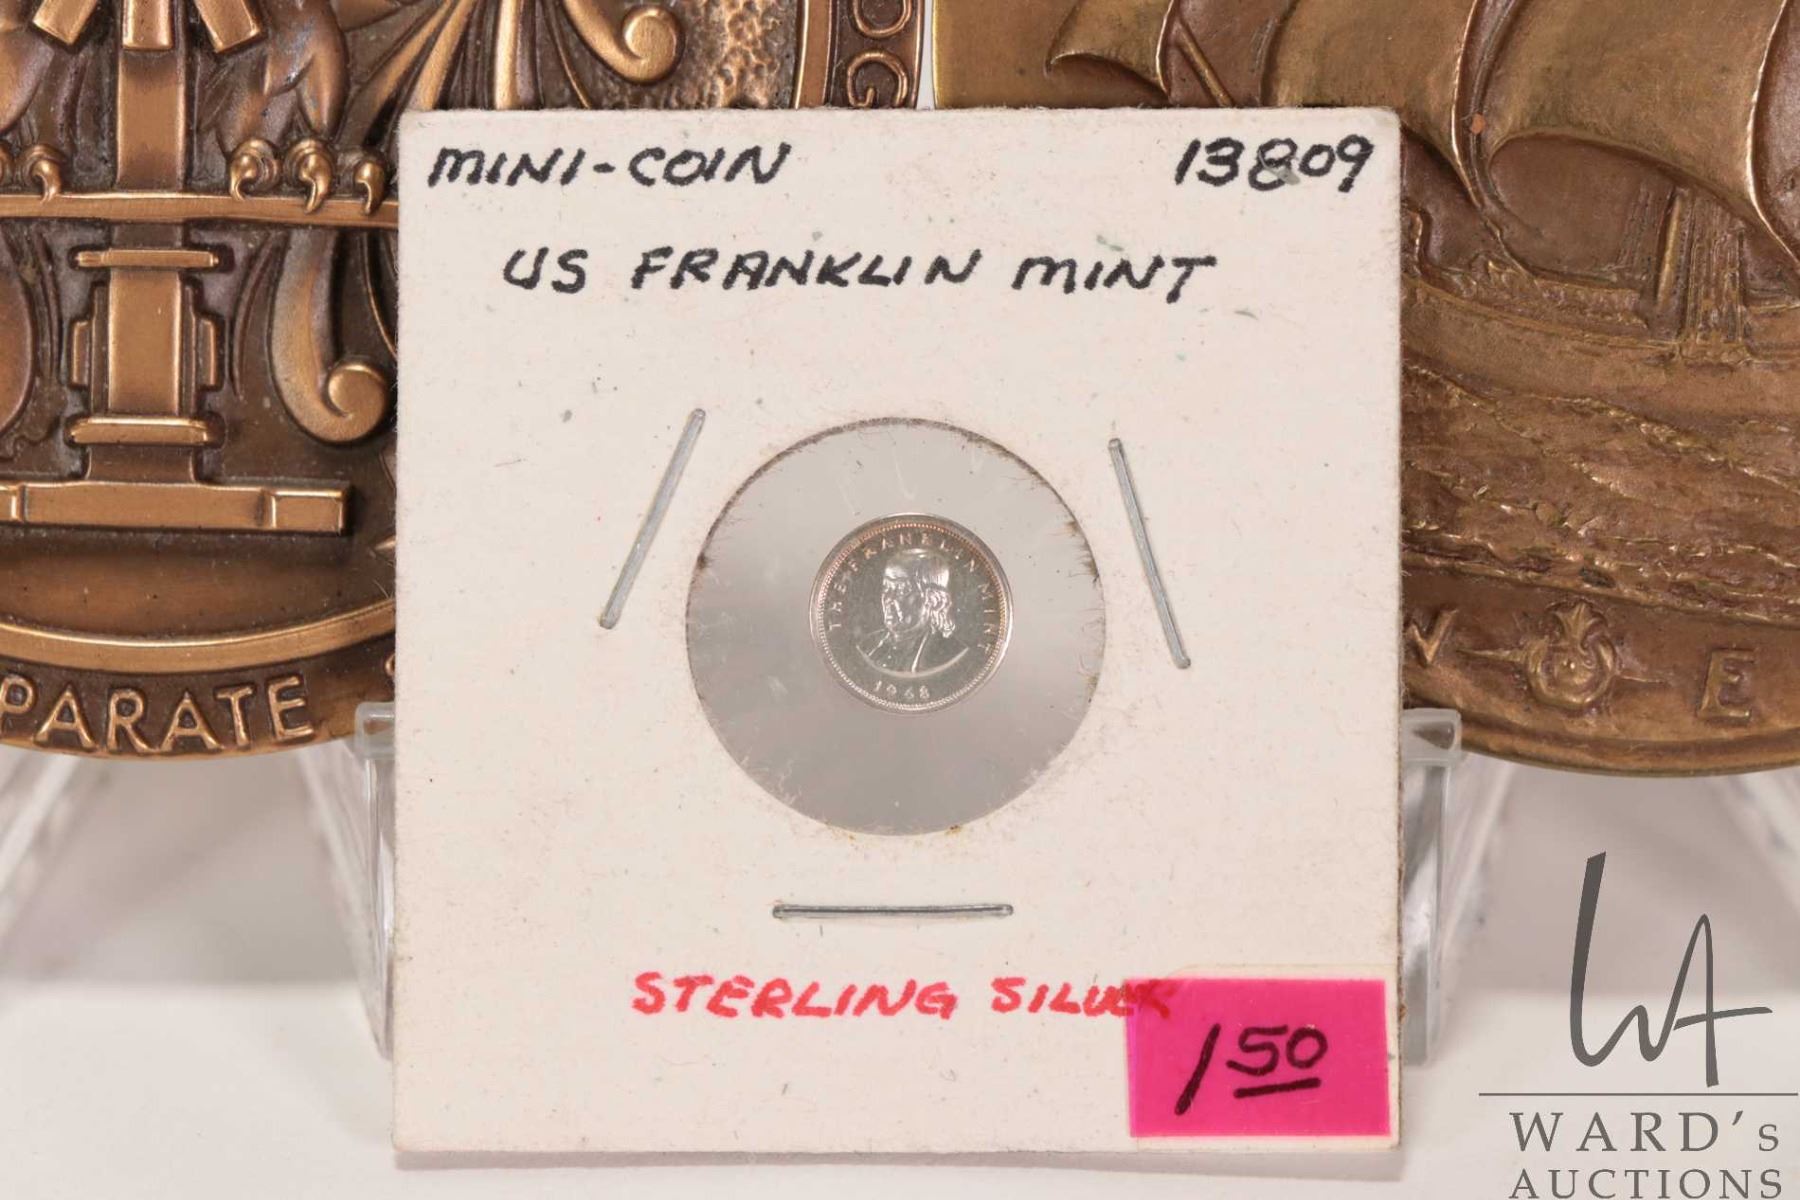 MINI-COIN 13809
US FRANKLIN MINT
THE FRANKLIN MINT
1968
STERLING SILVER
1 50
PARATE
E
WARD's
AUCTIONS